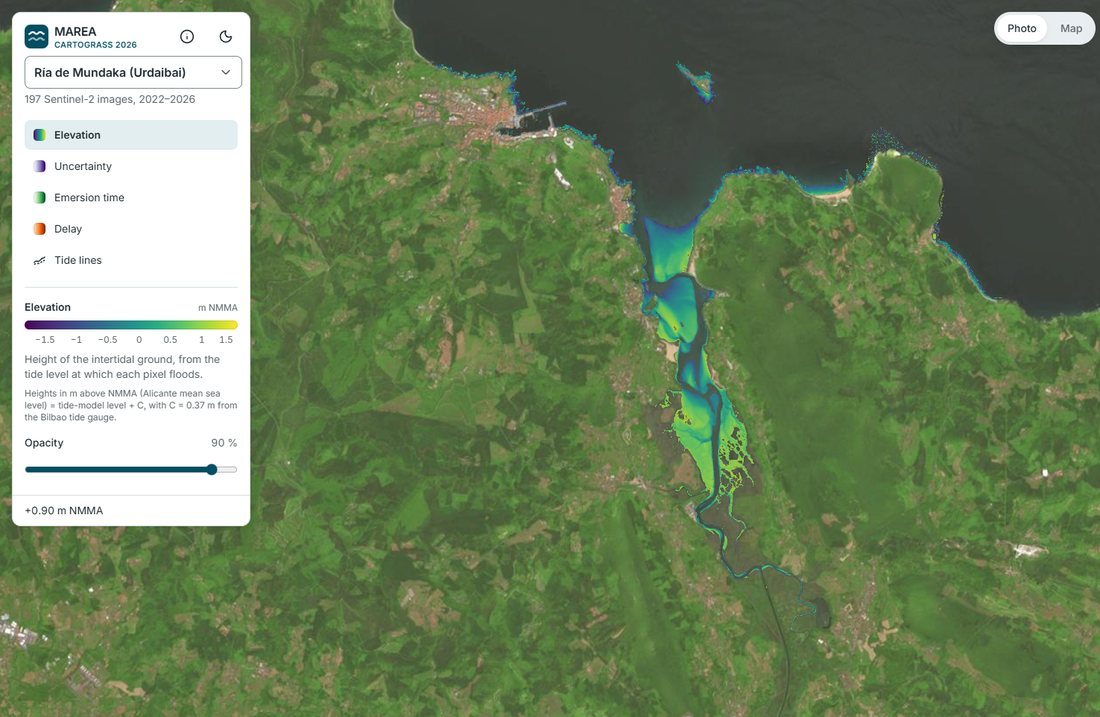 MAREA
CARTOGRASS 2026
Ría de Mundaka (Urdaibai)
197 Sentinel-2 images, 2022–2026
Elevation
Uncertainty
Emersion time
Delay
Tide lines
Elevation m NMMA
−1.5 −1 −0.5 0 0.5 1 1.5
Height of the intertidal ground, from the
tide level at which each pixel floods.
Heights in m above NMMA (Alicante mean sea
level) = tide-model level + C, with C = 0.37 m from
the Bilbao tide gauge.
Opacity 90 %
+0.90 m NMMA
Photo Map